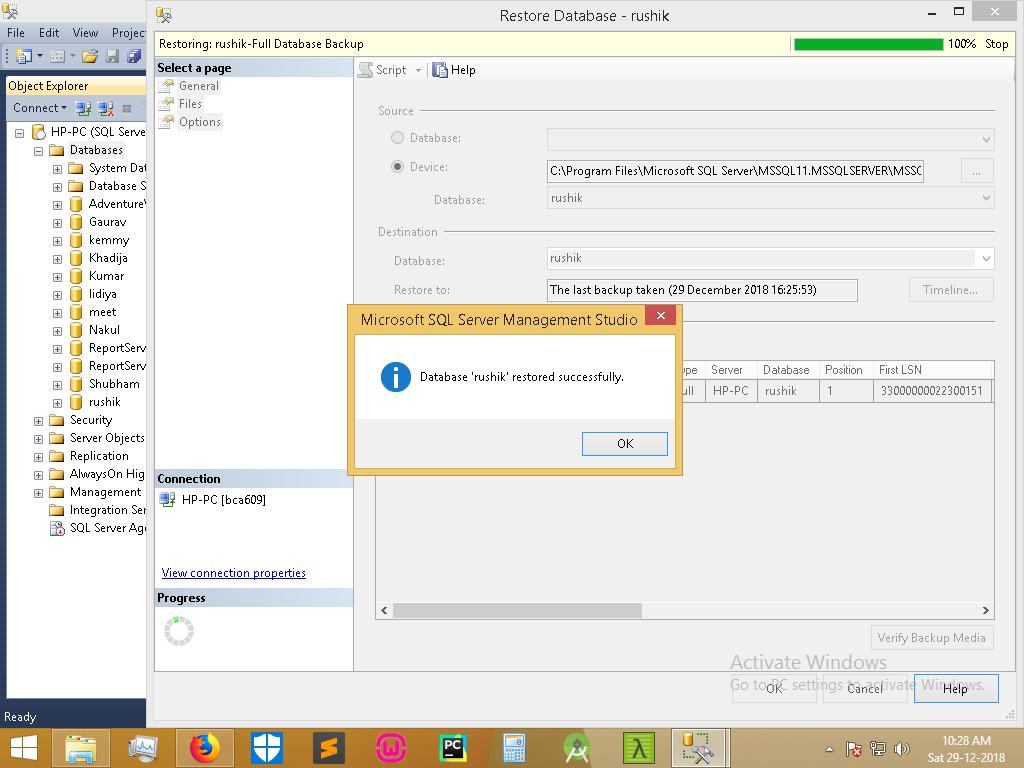 Restore Database - rushik
File Edit View Projec
Restoring: rushik-Full Database Backup
100% Stop
Object Explorer
Connect
HP-PC (SQL Serve
Databases
System Dat
Database S
Adventure
Gaurav
kemmy
Khadija
Kumar
lidiya
meet
Nakul
ReportServ
ReportServ
Shubham
rushik
Security
Server Objects
Replication
AlwaysOn Hig
Management
Integration Ser
SQL Server Age
Ready
Select a page
General
Files
Options
Connection
HP-PC [bca609]
View connection properties
Progress
Script Help
Source
Database:
Device: C:\Program Files\Microsoft SQL Server\MSSQL11.MSSQLSERVER\MSSC ...
Database: rushik
Destination
Database: rushik
Restore to: The last backup taken (29 December 2018 16:25:53) Timeline...
ype Server Database Position First LSN
ull HP-PC rushik 1 33000000022300151
Microsoft SQL Server Management Studio
Database 'rushik' restored successfully.
OK
Verify Backup Media
Activate Windows
Go to PC settings to activate Windows.
OK Cancel Help
PC
10:28 AM
Sat 29-12-2018